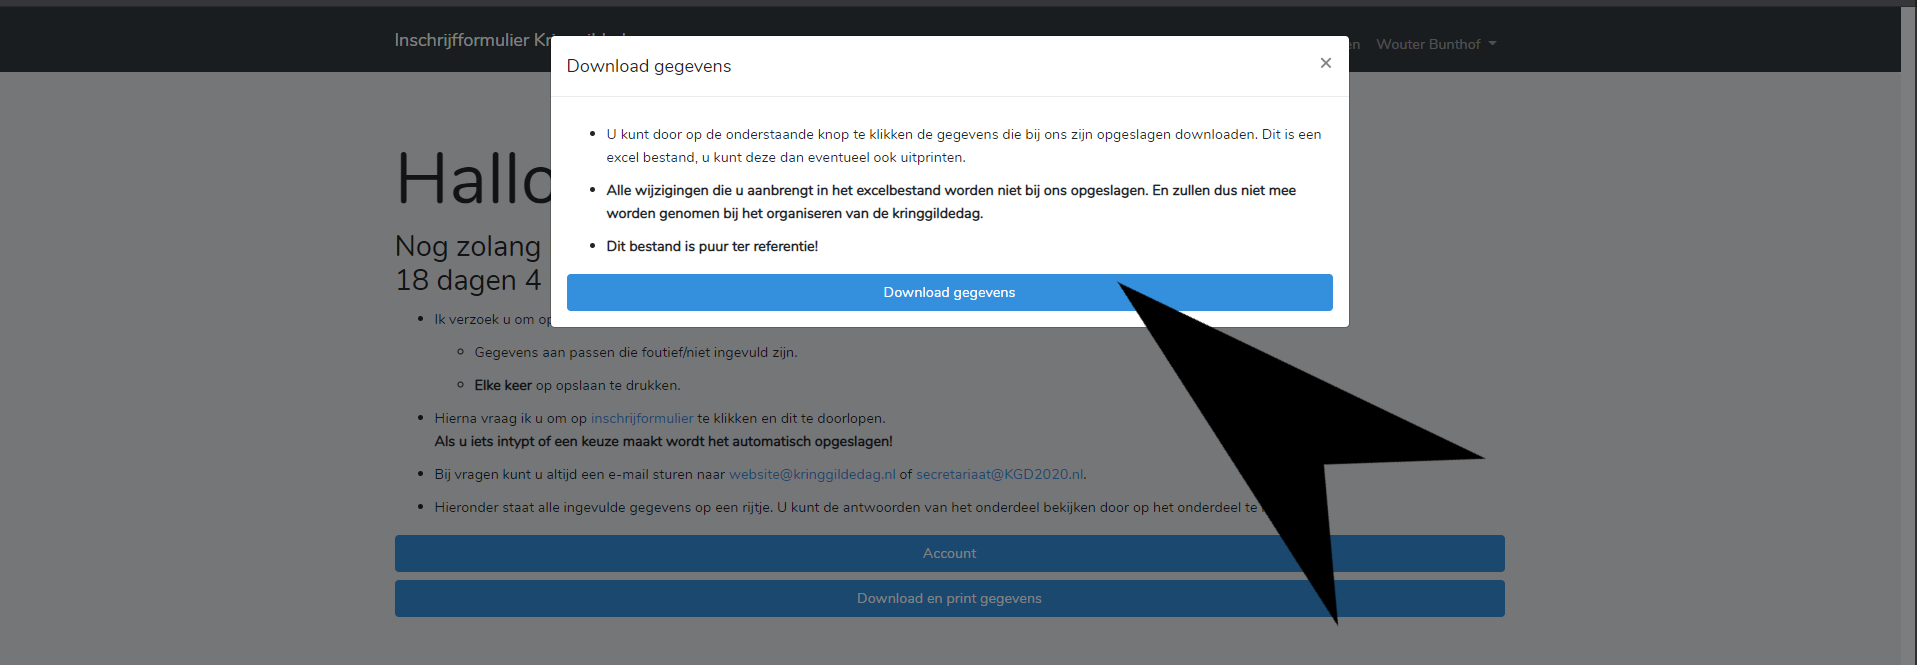 Inschrijfformulier
Wouter Bunthof
Download gegevens
×
U kunt door op de onderstaande knop te klikken de gegevens die bij ons zijn opgeslagen downloaden. Dit is een
excel bestand, u kunt deze dan eventueel ook uitprinten.
Alle wijzigingen die u aanbrengt in het excelbestand worden niet bij ons opgeslagen. En zullen dus niet mee
worden genomen bij het organiseren van de kringgildedag.
Dit bestand is puur ter referentie!
Download gegevens
Hallo
Nog zolang
18 dagen 4
Ik verzoek u om
Gegevens aan passen die foutief/niet ingevuld zijn.
Elke keer op opslaan te drukken.
Hierna vraag ik u om op inschrijformulier te klikken en dit te doorlopen.
Als u iets intypt of een keuze maakt wordt het automatisch opgeslagen!
Bij vragen kunt u altijd een e-mail sturen naar website@kringgildedag.nl of secretariaat@KGD2020.nl.
Hieronder staat alle ingevulde gegevens op een rijtje. U kunt de antwoorden van het onderdeel bekijken door op het onderdeel te
Account
Download en print gegevens